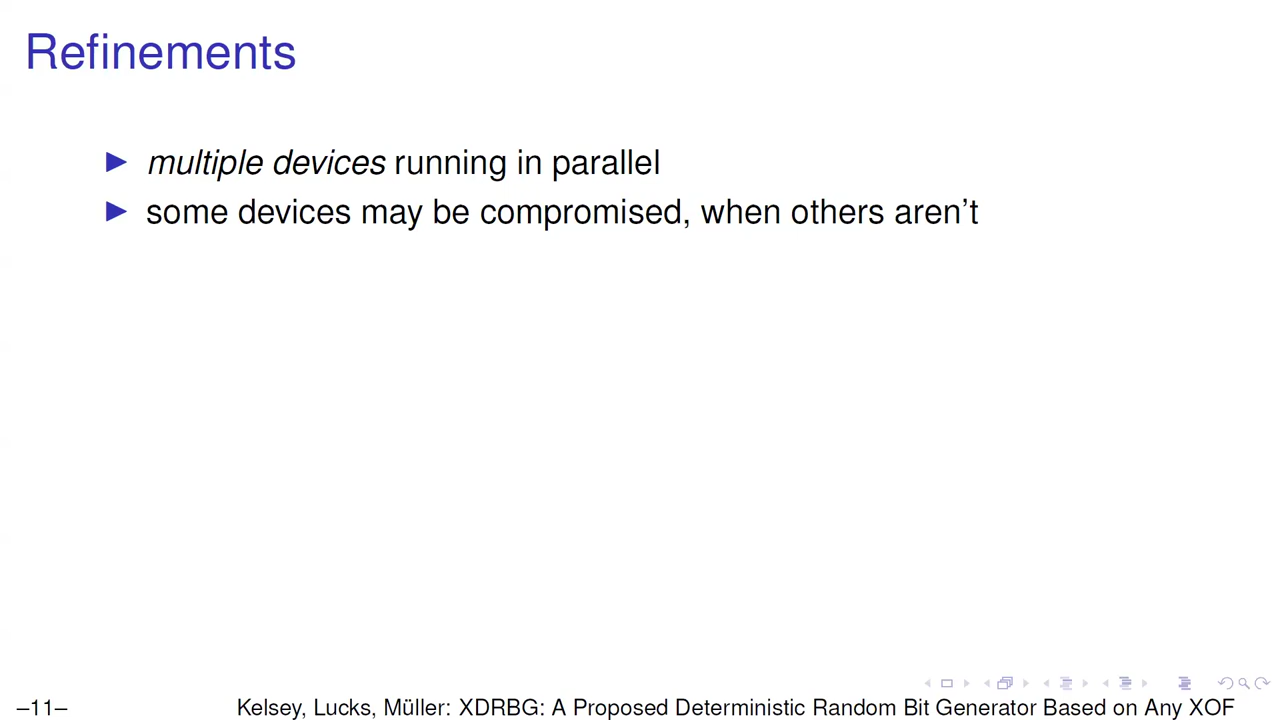 Refinements
multiple devices running in parallel
some devices may be compromised, when others aren't
–11–
Kelsey, Lucks, Müller: XDRBG: A Proposed Deterministic Random Bit Generator Based on Any XOF